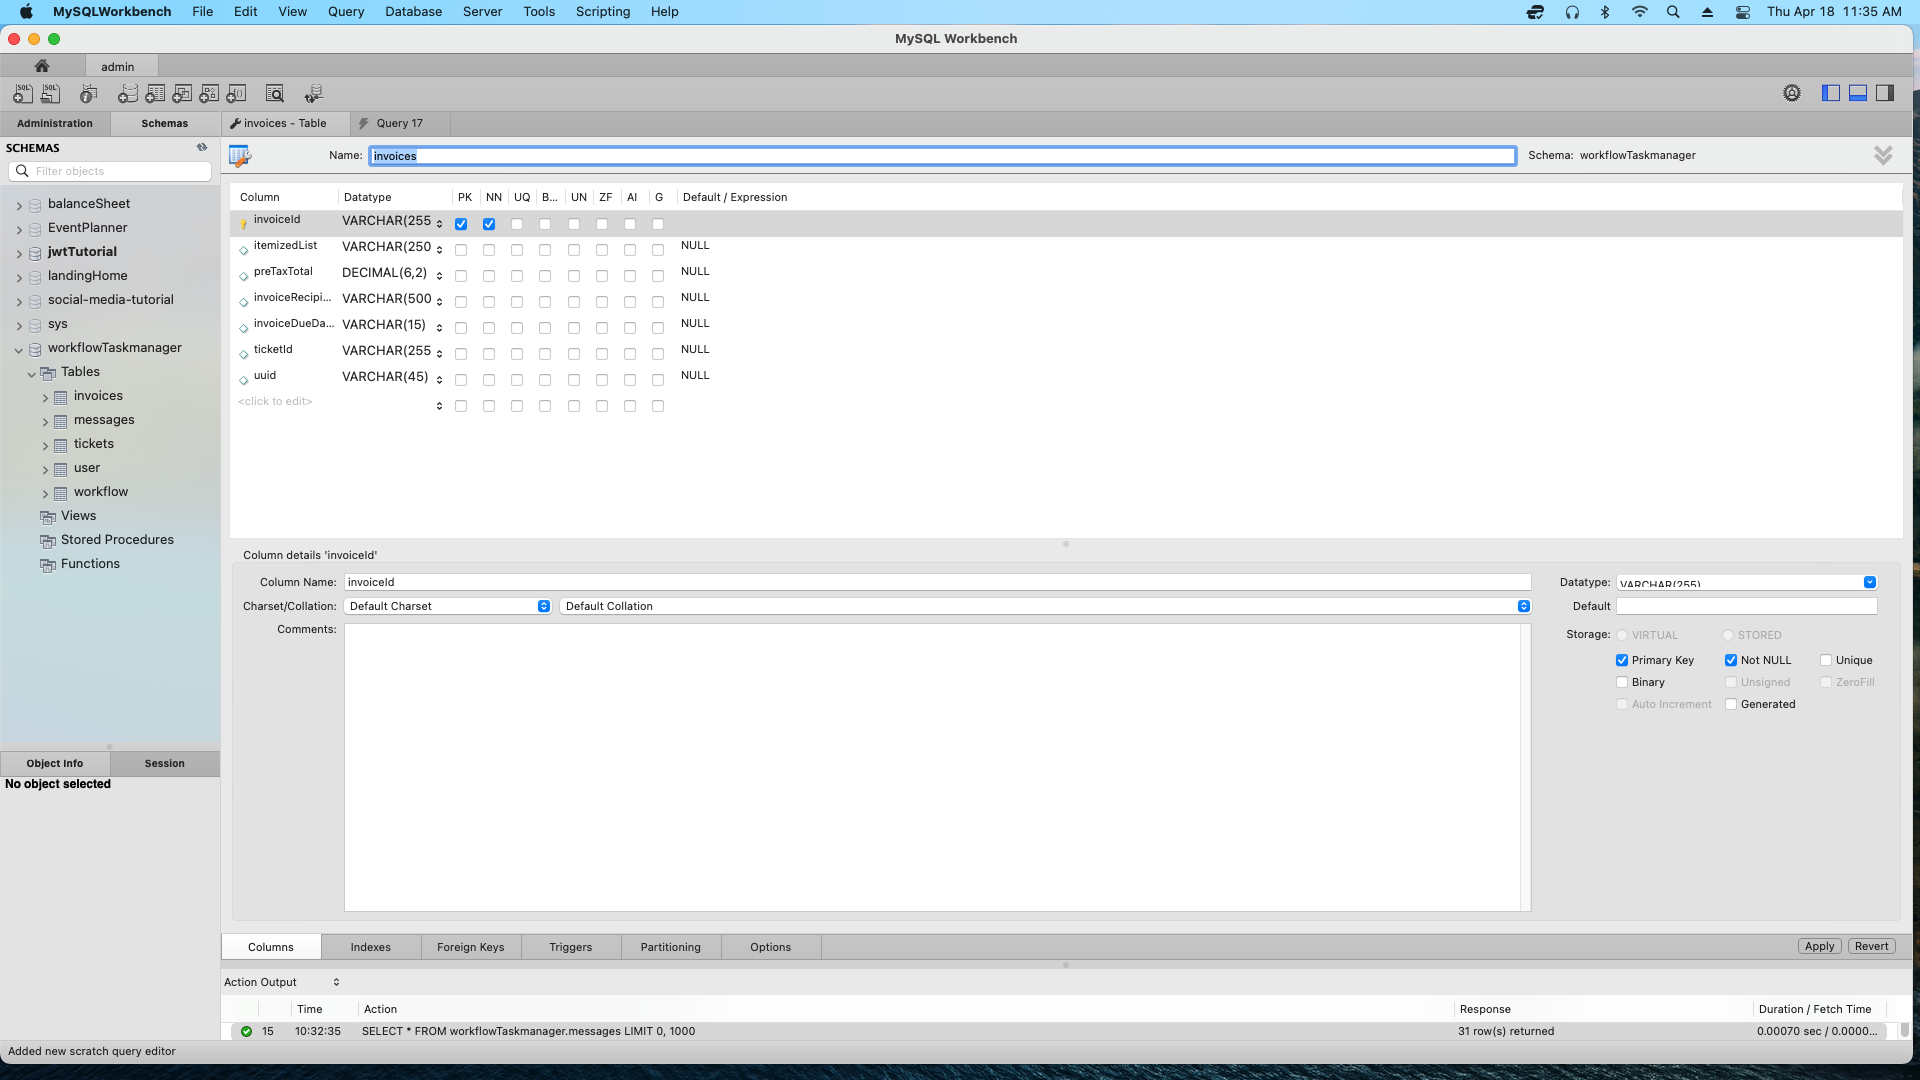 MySQLWorkbench File Edit View Query Database Server Tools Scripting Help Thu Apr 18 11:35 AM
MySQL Workbench
admin
Administration Schemas invoices - Table Query 17
SCHEMAS
Filter objects
balanceSheet
EventPlanner
jwtTutorial
landingHome
social-media-tutorial
sys
workflowTaskmanager
Tables
invoices
messages
tickets
user
workflow
Views
Stored Procedures
Functions
Object Info Session
No object selected
Name: invoices Schema: workflowTaskmanager
Column Datatype PK NN UQ B... UN ZF AI G Default / Expression
invoiceId VARCHAR(255
itemizedList VARCHAR(250 NULL
preTaxTotal DECIMAL(6,2) NULL
invoiceRecipi... VARCHAR(500 NULL
invoiceDueDa... VARCHAR(15) NULL
ticketId VARCHAR(255 NULL
uuid VARCHAR(45) NULL
<click to edit>
Column details 'invoiceId'
Column Name: invoiceId Datatype: VARCHAR(255)
Charset/Collation: Default Charset Default Collation Default
Comments: Storage: VIRTUAL STORED
Primary Key Not NULL Unique
Binary Unsigned ZeroFill
Auto Increment Generated
Columns Indexes Foreign Keys Triggers Partitioning Options Apply Revert
Action Output
Time Action Response Duration / Fetch Time
15 10:32:35 SELECT * FROM workflowTaskmanager.messages LIMIT 0, 1000 31 row(s) returned 0.00070 sec / 0.0000...
Added new scratch query editor